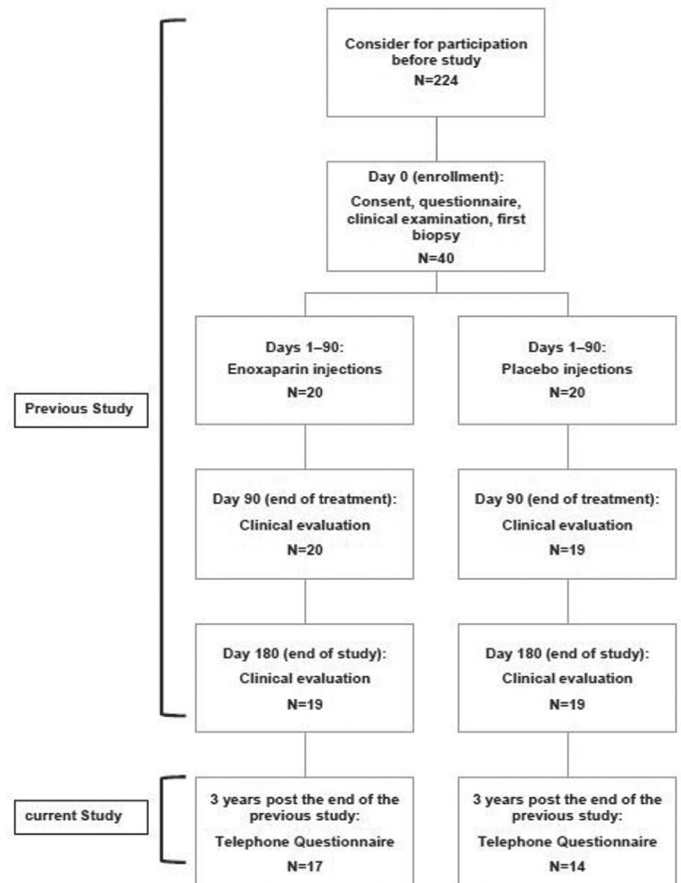 Consider for participation
before study
N=224
Day 0 (enrollment):
Consent, questionnaire,
clinical examination, first
biopsy
N=40
Days 1–90:
Enoxaparin injections
N=20
Days 1–90:
Placebo injections
N=20
Previous Study
Day 90 (end of treatment):
Clinical evaluation
N=20
Day 90 (end of treatment):
Clinical evaluation
N=19
Day 180 (end of study):
Clinical evaluation
N=19
Day 180 (end of study):
Clinical evaluation
N=19
current Study
3 years post the end of the
previous study:
Telephone Questionnaire
N=17
3 years post the end of the
previous study:
Telephone Questionnaire
N=14